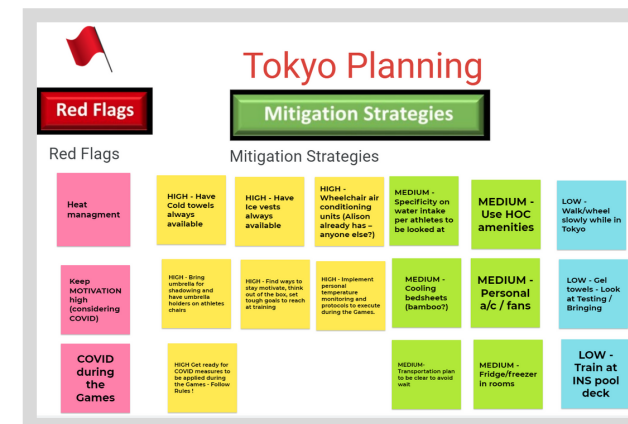 Tokyo Planning
Red Flags
Mitigation Strategies
Red Flags
Mitigation Strategies
Heat
managment
HIGH - Have
Cold towels
always
available
HIGH - Have
Ice vests
always
available
HIGH -
Wheelchair air
conditioning
units (Alison
already has –
anyone else?)
MEDIUM -
Specificity on
water intake
per athletes to
be looked at
MEDIUM -
Use HOC
amenities
LOW -
Walk/wheel
slowly while in
Tokyo
Keep
MOTIVATION
high
(considering
COVID)
HIGH - Bring
umbrella for
shadowing and
have umbrella
holders on athletes
chairs
HIGH - Find ways to
stay motivate, think
out of the box, set
tough goals to reach
at training
HIGH - Implement
personal
temperature
monitoring and
protocols to execute
during the Games.
MEDIUM -
Cooling
bedsheets
(bamboo?)
MEDIUM -
Personal
a/c / fans
LOW - Gel
towels - Look
at Testing /
Bringing
COVID
during
the
Games
HIGH Get ready for
COVID measures to
be applied during
the Games - Follow
Rules !
MEDIUM-
Transportation plan
to be clear to avoid
wait
MEDIUM -
Fridge/freezer
in rooms
LOW -
Train at
INS pool
deck